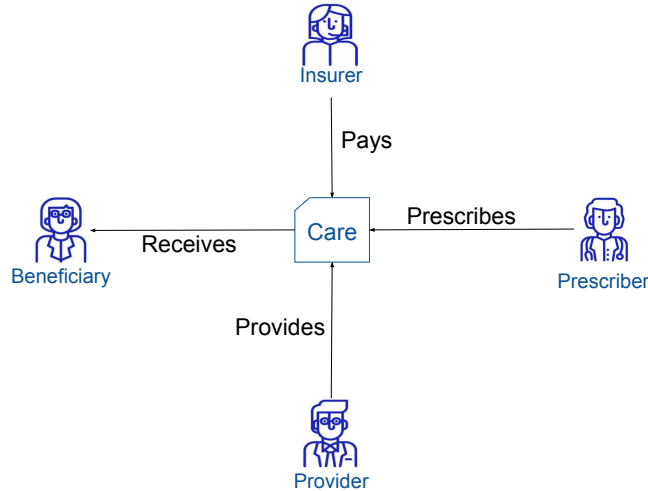 Insurer
Pays
Care
Prescribes
Receives
Beneficiary
Prescriber
Provides
Provider